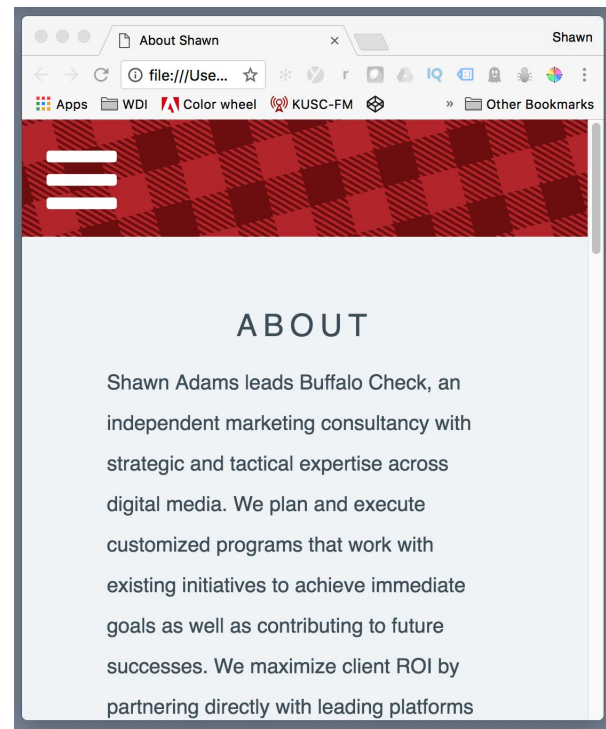 About Shawn
Shawn
file:///Use...
r
IQ
Apps WDI Color wheel KUSC-FM » Other Bookmarks
ABOUT
Shawn Adams leads Buffalo Check, an
independent marketing consultancy with
strategic and tactical expertise across
digital media. We plan and execute
customized programs that work with
existing initiatives to achieve immediate
goals as well as contributing to future
successes. We maximize client ROI by
partnering directly with leading platforms